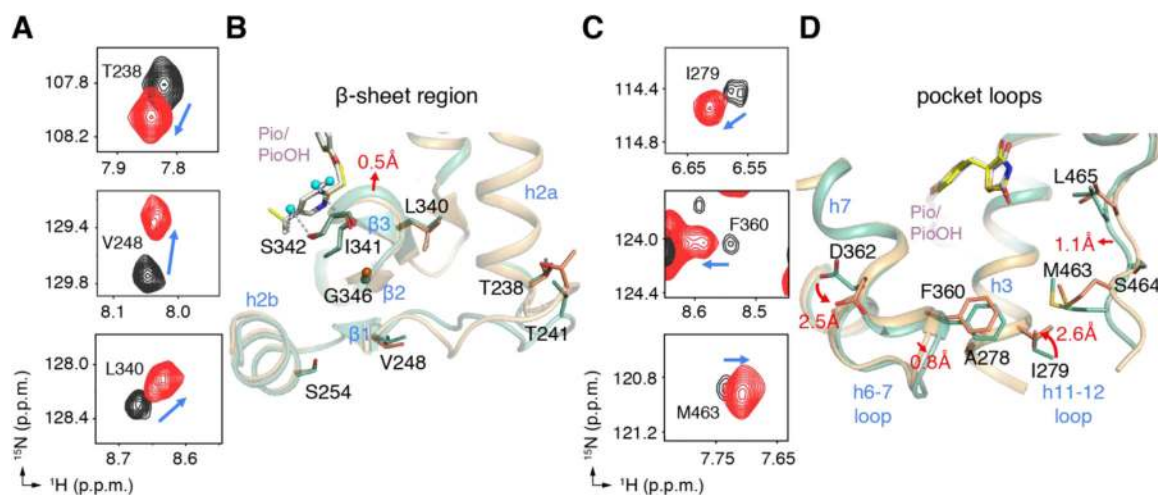 A
T238
107.8
108.2
7.9 7.8
V248
129.4
129.8
8.1 8.0
L340
128.0
128.4
8.7 8.6
¹⁵N (p.p.m.)
¹H (p.p.m.)
B
β-sheet region
Pio/
PioOH
0.5Å
h2a
β3
L340
S342
I341
G346
β2
T238
h2b
T241
β1
V248
S254
C
I279
114.4
114.8
6.65 6.55
F360
124.0
124.4
8.6 8.5
120.8
M463
121.2
7.75 7.65
¹⁵N (p.p.m.)
¹H (p.p.m.)
D
pocket loops
L465
h7
Pio/
PioOH
1.1Å
D362
h3
M463
S464
F360
2.5Å
2.6Å
0.8Å
A278
I279
h6-7
loop
h11-12
loop